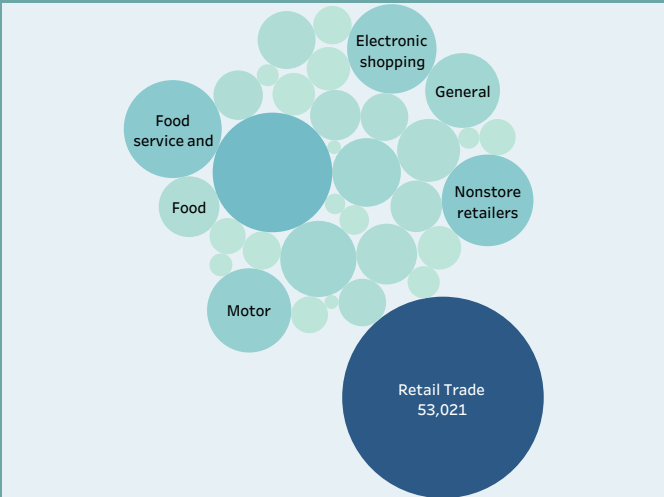 Electronic
shopping
General
Food
service and
Nonstore
retailers
Food
Motor
Retail Trade
53,021